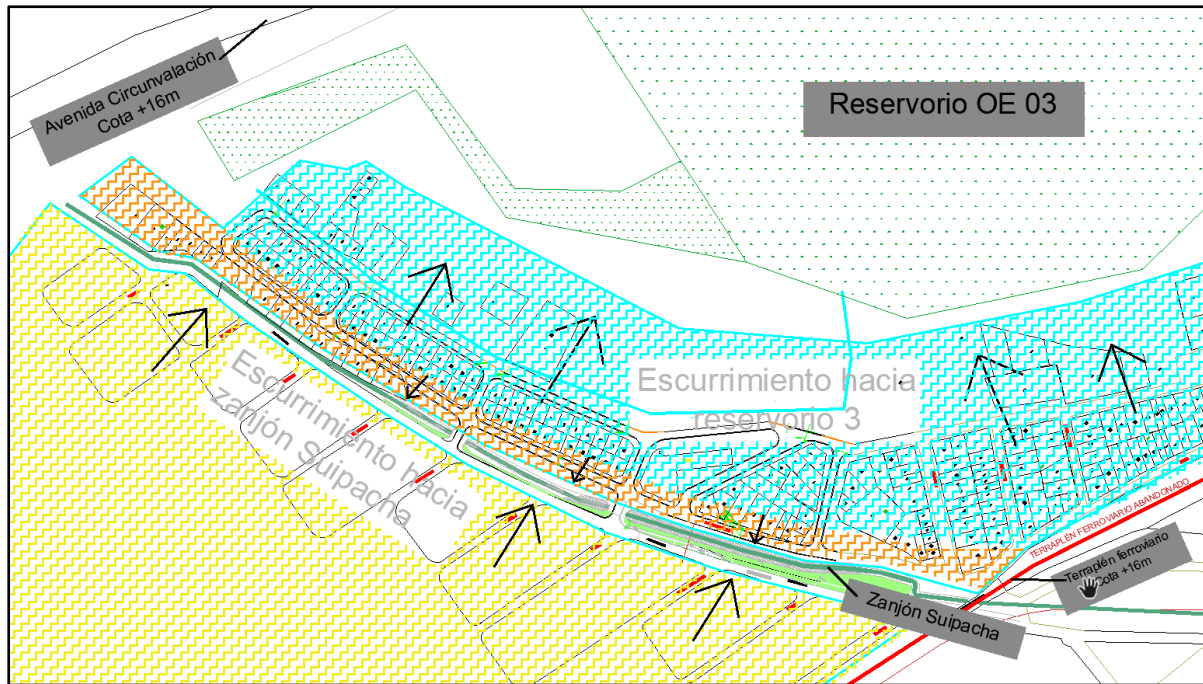 Avenida Circunvalación
Cota +16m
Reservorio OE 03
Escurrimiento hacia
reservorio 3
Escurrimiento hacia
zanjón Suipacha
TERRAPLÉN FERROVIARIO ABANDONADO
Terraplén ferroviario
Cota +16m
Zanjón Suipacha